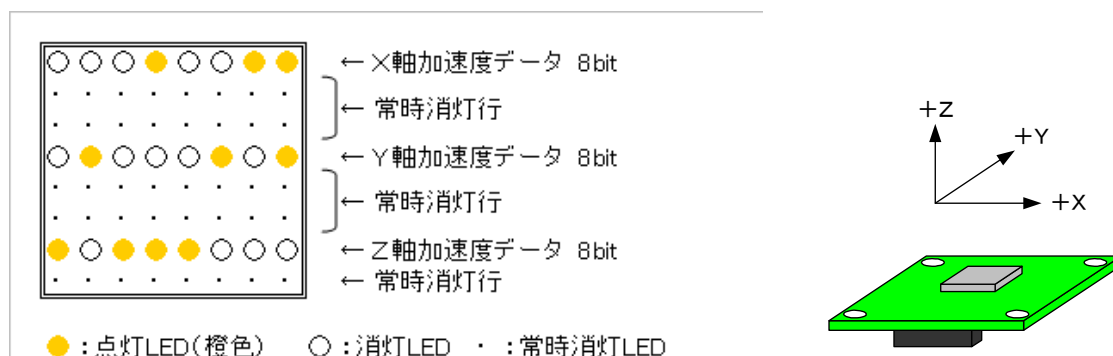 ← X軸加速度データ 8bit
← 常時消灯行
← Y軸加速度データ 8bit
← 常時消灯行
← Z軸加速度データ 8bit
← 常時消灯行
:点灯LED(橙色) :消灯LED ・ :常時消灯LED
+Z
+Y
+X